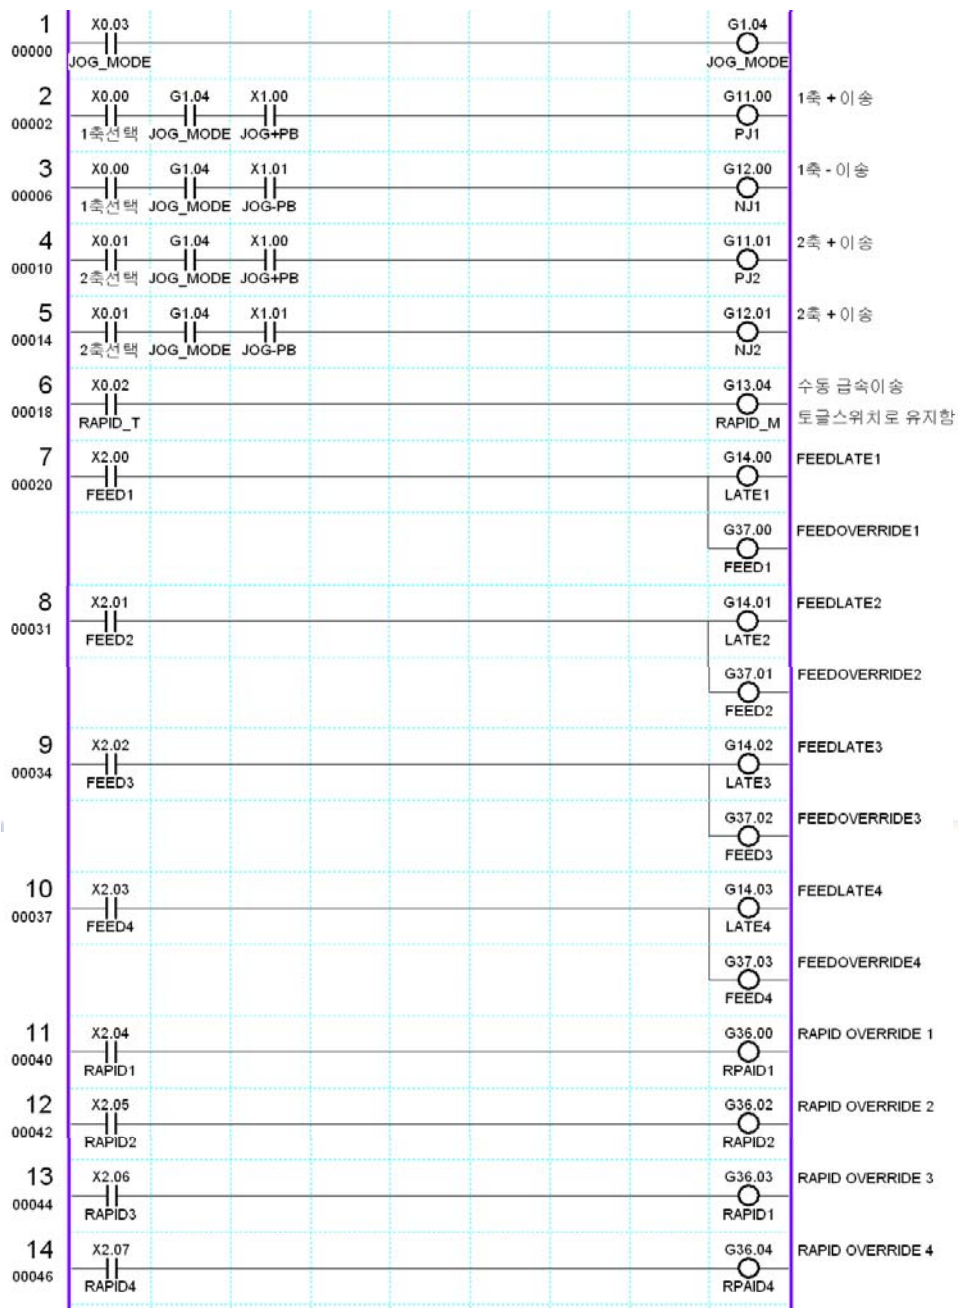 1 X0.03 G1.04
00000
JOG_MODE JOG_MODE
2 X0.00 G1.04 X1.00 G11.00 1축 + 이송
00002
1축선택 JOG_MODE JOG+PB PJ1
3 X0.00 G1.04 X1.01 G12.00 1축 - 이송
00006
1축선택 JOG_MODE JOG-PB NJ1
4 X0.01 G1.04 X1.00 G11.01 2축 + 이송
00010
2축선택 JOG_MODE JOG+PB PJ2
5 X0.01 G1.04 X1.01 G12.01 2축 + 이송
00014
2축선택 JOG_MODE JOG-PB NJ2
6 X0.02 G13.04 수동 급속이송
00018
RAPID_T RAPID_M 토글스위치로 유지함
7 X2.00 G14.00 FEEDLATE1
00020
FEED1 LATE1
G37.00 FEEDOVERRIDE1
FEED1
8 X2.01 G14.01 FEEDLATE2
00031
FEED2 LATE2
G37.01 FEEDOVERRIDE2
FEED2
9 X2.02 G14.02 FEEDLATE3
00034
FEED3 LATE3
G37.02 FEEDOVERRIDE3
FEED3
10 X2.03 G14.03 FEEDLATE4
00037
FEED4 LATE4
G37.03 FEEDOVERRIDE4
FEED4
11 X2.04 G36.00 RAPID OVERRIDE 1
00040
RAPID1 RPAID1
12 X2.05 G36.02 RAPID OVERRIDE 2
00042
RAPID2 RAPID2
13 X2.06 G36.03 RAPID OVERRIDE 3
00044
RAPID3 RAPID1
14 X2.07 G36.04 RAPID OVERRIDE 4
00046
RAPID4 RPAID4